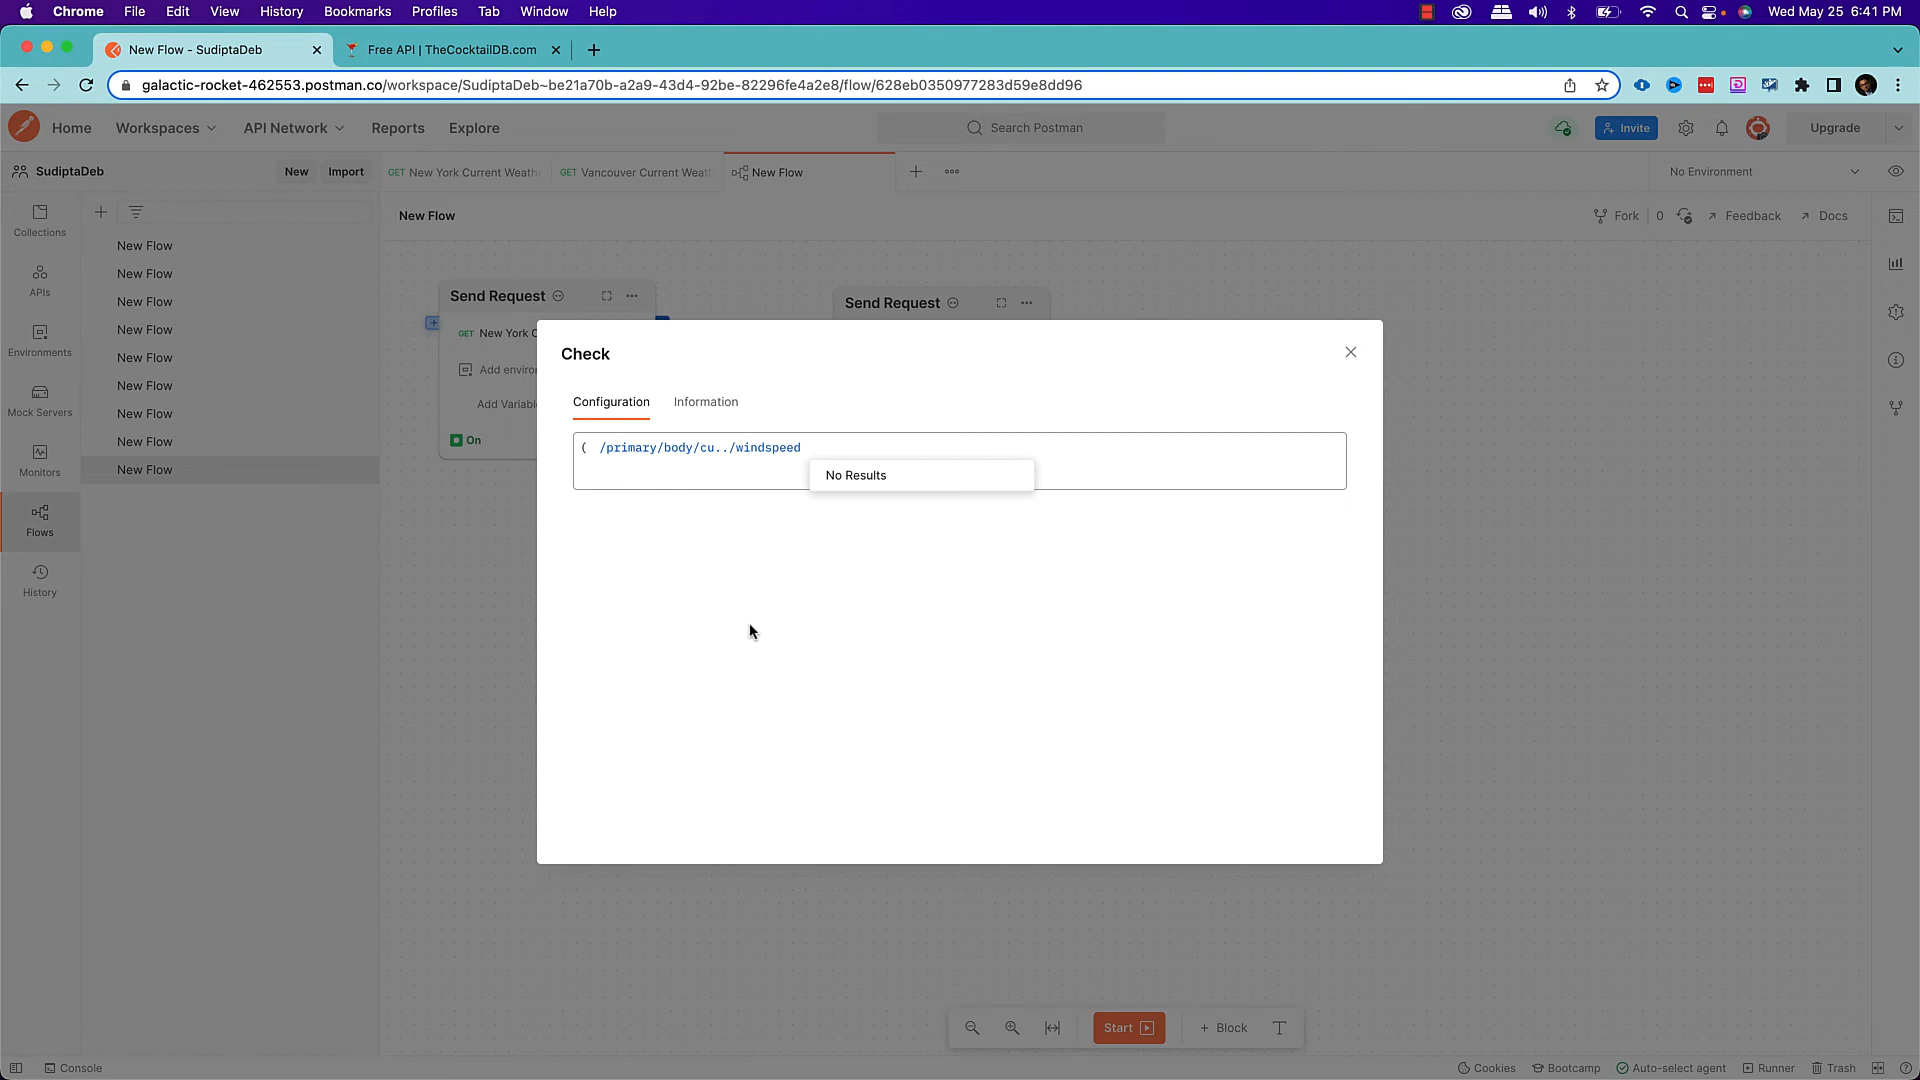 Chrome File Edit View History Bookmarks Profiles Tab Window Help Wed May 25 6:41 PM
New Flow - SudiptaDeb Free API | TheCocktailDB.com
galactic-rocket-462553.postman.co/workspace/SudiptaDeb~be21a70b-a2a9-43d4-92be-82296fe4a2e8/flow/628eb0350977283d59e8dd96
Home Workspaces API Network Reports Explore Search Postman Invite Upgrade
SudiptaDeb New Import GET New York Current Weath GET Vancouver Current Weat New Flow No Environment
New Flow Fork 0 Feedback Docs
Collections
APIs
Environments
Mock Servers
Monitors
Flows
History
New Flow
New Flow
New Flow
New Flow
New Flow
New Flow
New Flow
New Flow
New Flow
Send Request
GET New York C
Add enviro
Add Variabl
On
Send Request
Check
Configuration Information
( /primary/body/cu../windspeed
No Results
Start + Block T
Console Cookies Bootcamp Auto-select agent Runner Trash